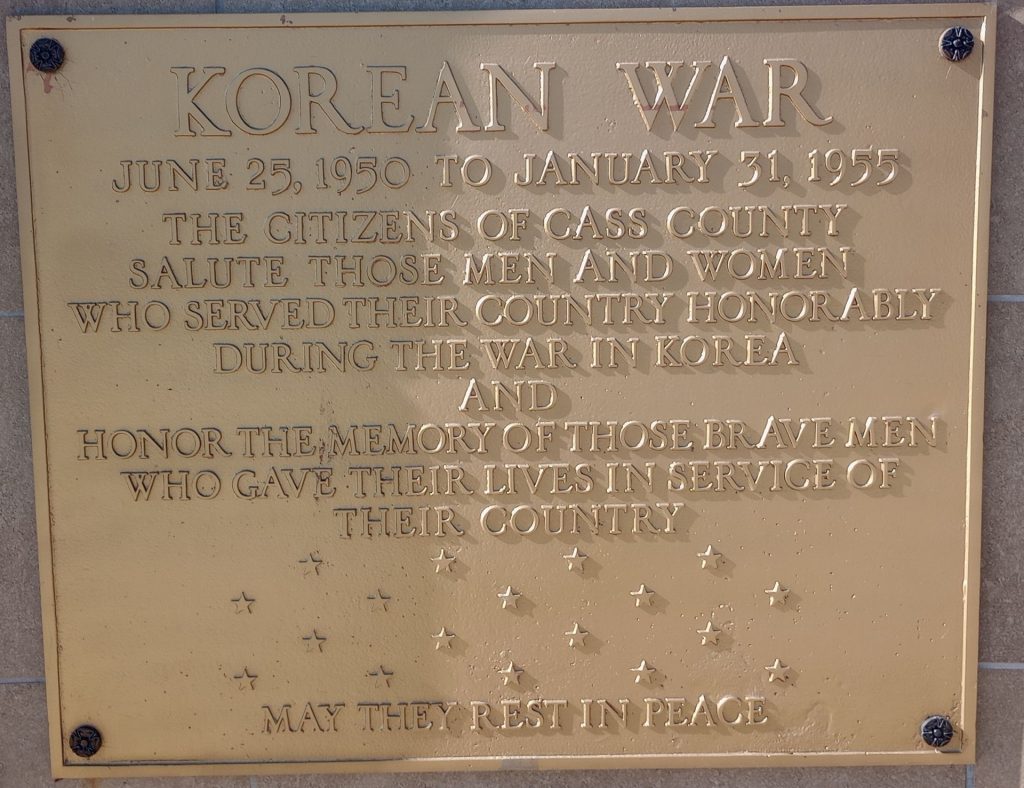 KOREAN WAR
JUNE 25, 1950 TO JANUARY 31, 1955
THE CITIZENS OF CASS COUNTY
SALUTE THOSE MEN AND WOMEN
WHO SERVED THEIR COUNTRY HONORABLY
DURING THE WAR IN KOREA
AND
HONOR THE MEMORY OF THOSE BRAVE MEN
WHO GAVE THEIR LIVES IN SERVICE OF
THEIR COUNTRY
MAY THEY REST IN PEACE